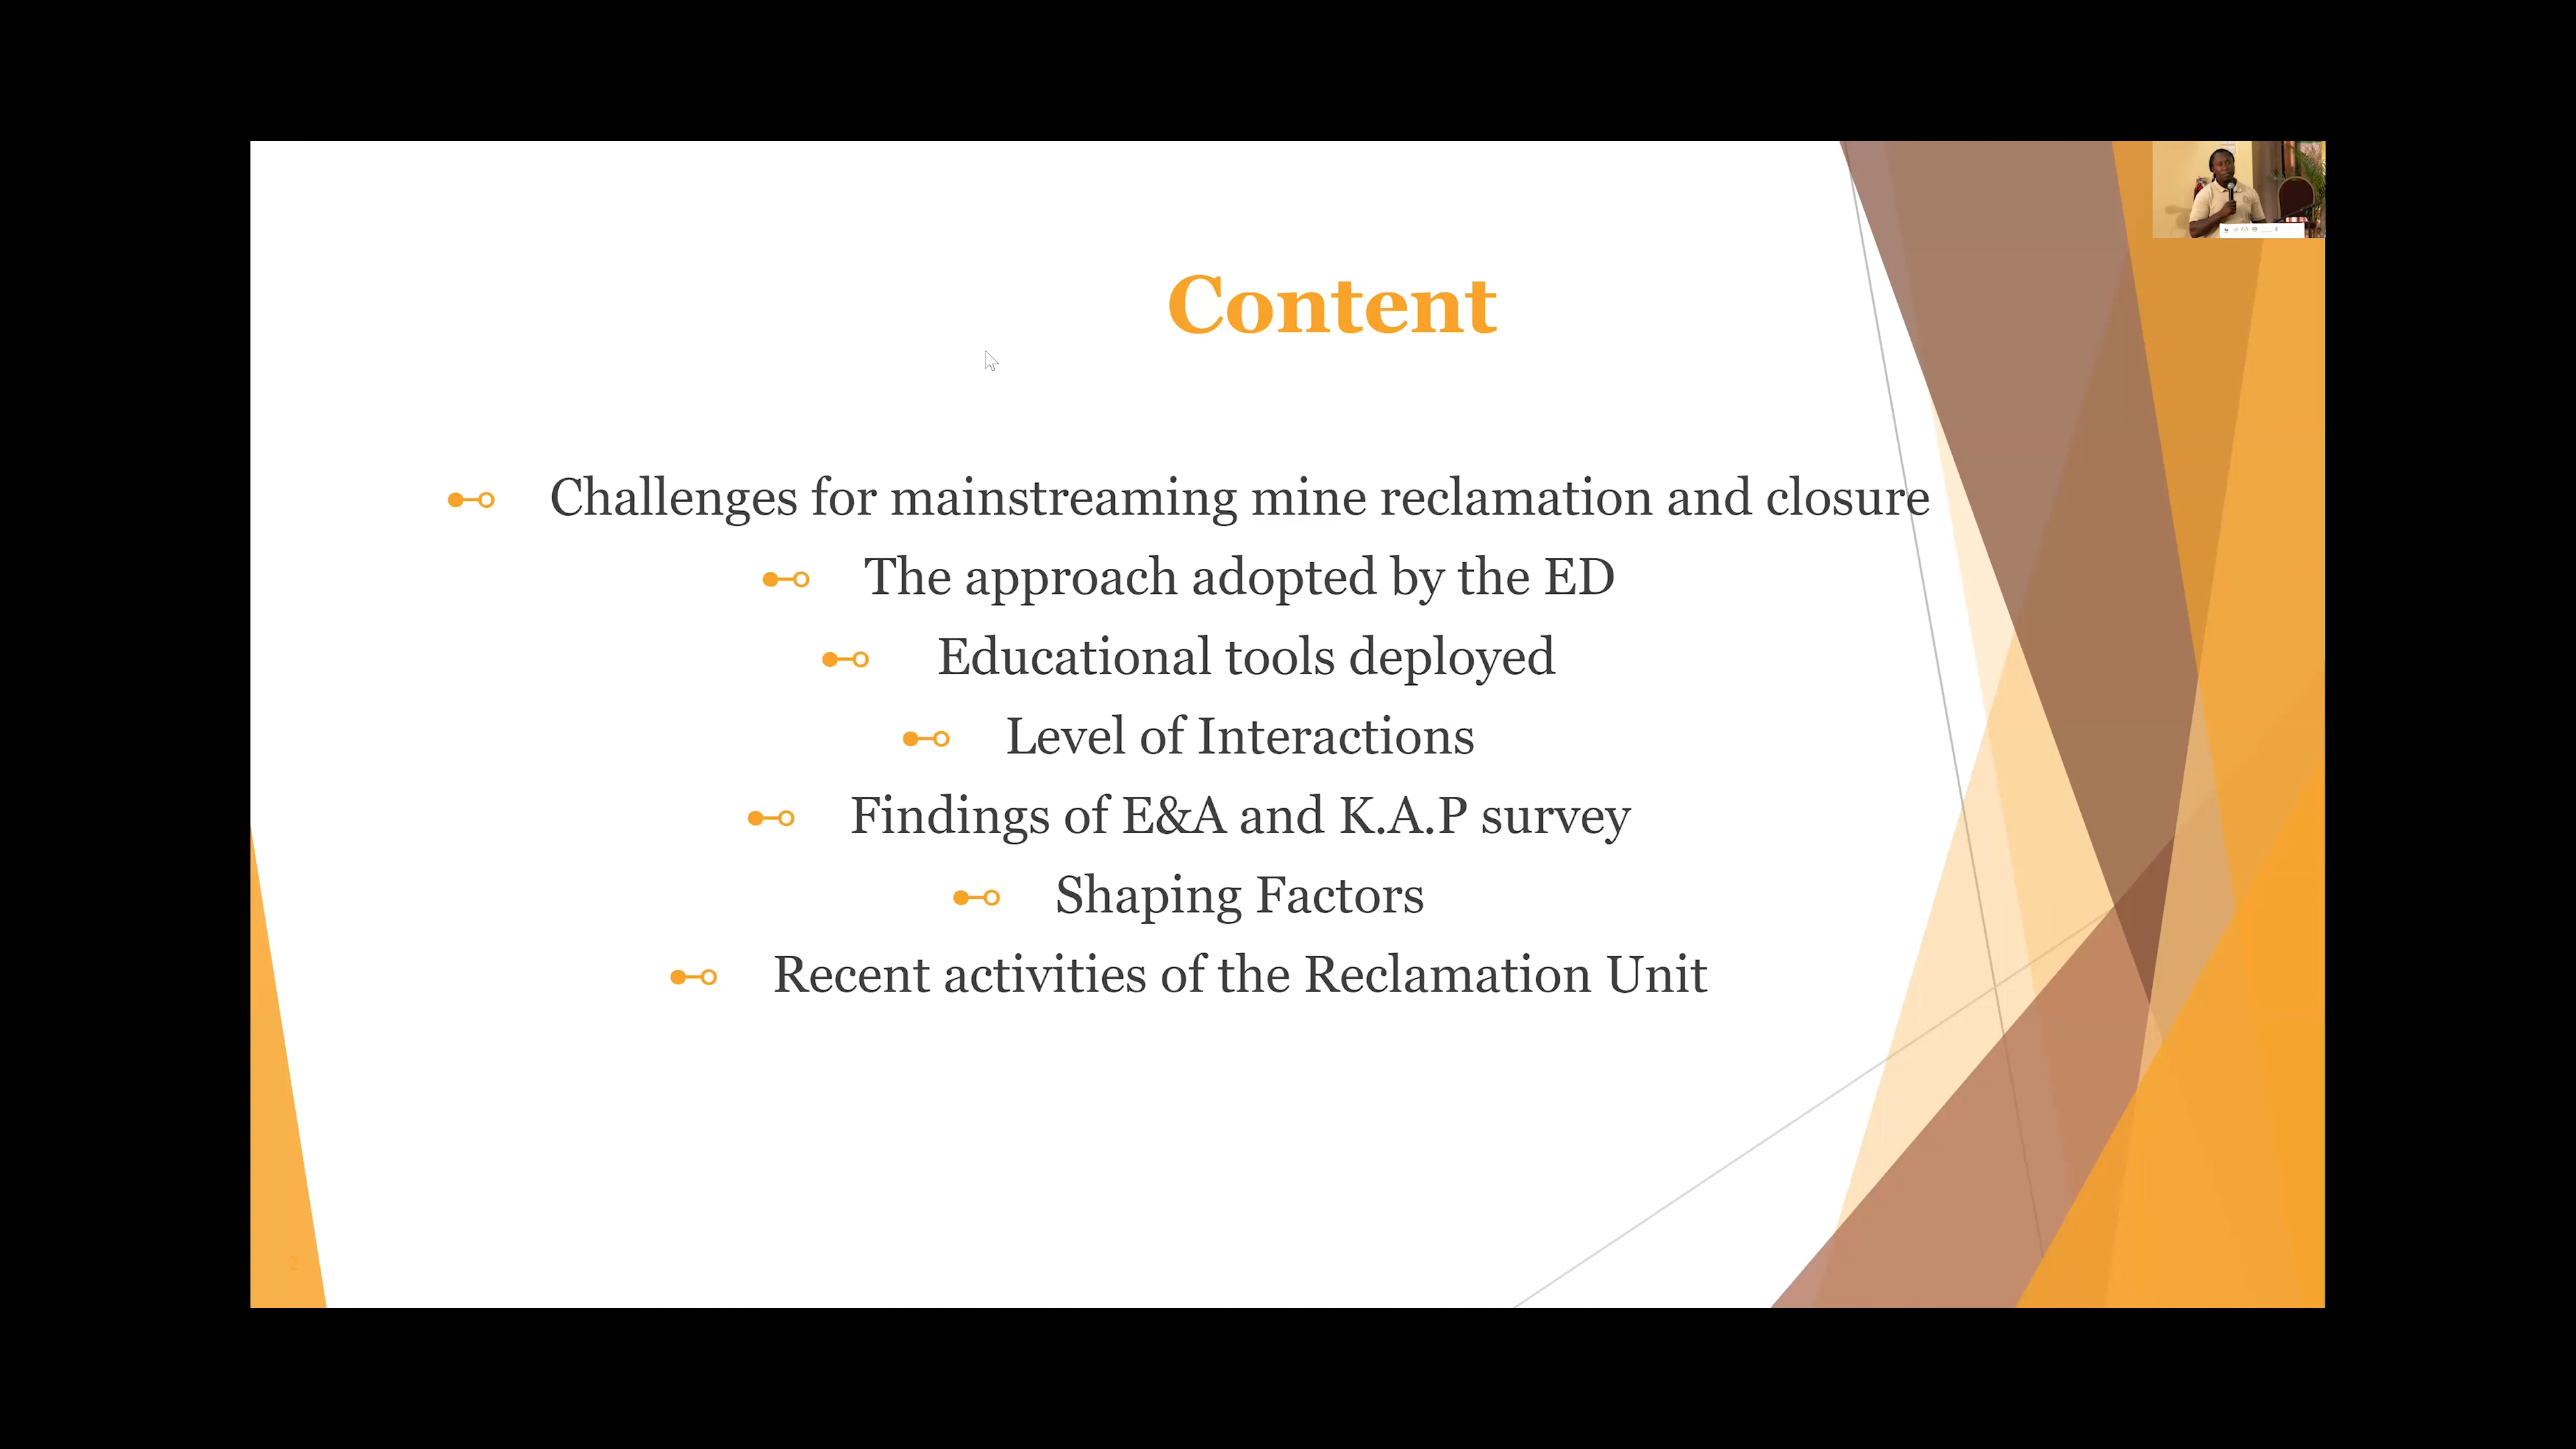 Content
Challenges for mainstreaming mine reclamation and closure
The approach adopted by the ED
Educational tools deployed
Level of Interactions
Findings of E&A and K.A.P survey
Shaping Factors
Recent activities of the Reclamation Unit
2